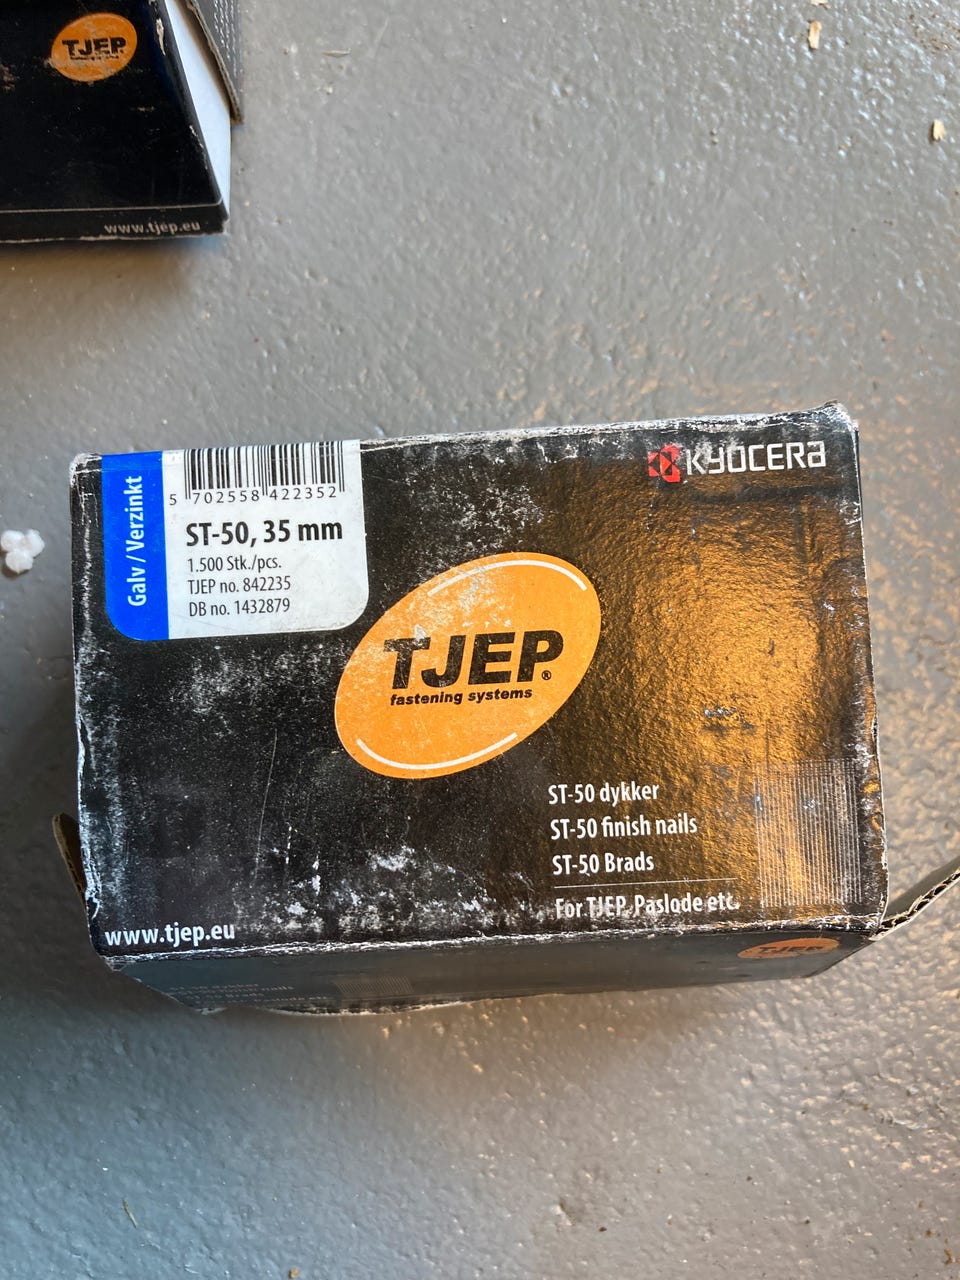 TJEP
www.tjep.eu
Galv / Verzinkt
5 702558 422352
ST-50, 35 mm
1.500 Stk./pcs.
TJEP no. 842235
DB no. 1432879
KYOCERA
TJEP®
fastening systems
ST-50 dykker
ST-50 finish nails
ST-50 Brads
For TJEP, Paslode etc.
www.tjep.eu
TJEP
nails